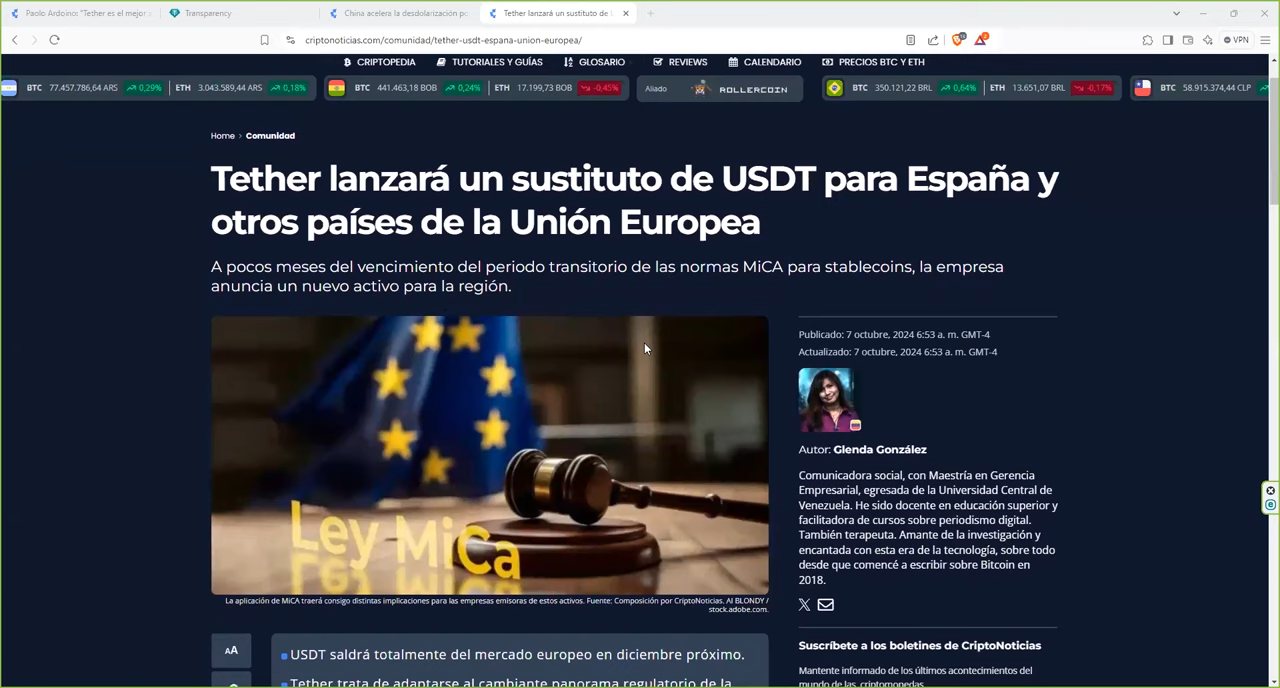 Paolo Ardoino: "Tether es el mejor
Transparency
China acelera la desdolarización
Tether lanzará un sustituto de
criptonoticias.com/comunidad/tether-usdt-espana-union-europea/
VPN
CRIPTOPEDIA
TUTORIALES Y GUÍAS
GLOSARIO
REVIEWS
CALENDARIO
PRECIOS BTC Y ETH
BTC 77.457.786,64 ARS 0,29% ETH 3.043.589,44 ARS 0,18%
BTC 441.463,18 BOB 0,24% ETH 17.199,73 BOB -0,45%
Aliado ROLLERCOIN
BTC 350.121,22 BRL 0,64% ETH 13.651,07 BRL -0,17%
BTC 58.915.374,44 CLP
Home > Comunidad
Tether lanzará un sustituto de USDT para España y
otros países de la Unión Europea
A pocos meses del vencimiento del periodo transitorio de las normas MiCA para stablecoins, la empresa
anuncia un nuevo activo para la región.
Ley MiCa
La aplicación de MiCA traerá consigo distintas implicaciones para las empresas emisoras de estos activos. Fuente: Composición por CriptoNoticias. AI BLONDY /
stock.adobe.com.
Publicado: 7 octubre, 2024 6:53 a. m. GMT-4
Actualizado: 7 octubre, 2024 6:53 a. m. GMT-4
Autor: Glenda González
Comunicadora social, con Maestría en Gerencia
Empresarial, egresada de la Universidad Central de
Venezuela. He sido docente en educación superior y
facilitadora de cursos sobre periodismo digital.
También terapeuta. Amante de la investigación y
encantada con esta era de la tecnología, sobre todo
desde que comencé a escribir sobre Bitcoin en
2018.
Suscríbete a los boletines de CriptoNoticias
Mantente informado de los últimos acontecimientos del
mundo de las criptomonedas
AA
USDT saldrá totalmente del mercado europeo en diciembre próximo.
Tether trata de adaptarse al cambiante panorama regulatorio de la